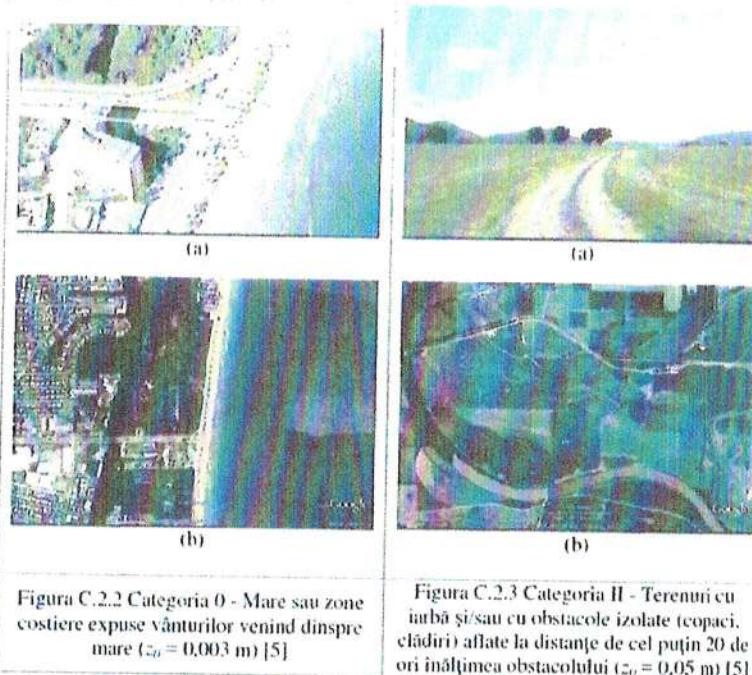 (a)
(a)
Google
(b)
Google
(b)
Figura C.2.2 Categoria 0 - Mare sau zone
costiere expuse vânturilor venind dinspre
mare (z₀ = 0,003 m) [5]
Figura C.2.3 Categoria II - Terenuri cu
iarbă şi/sau cu obstacole izolate (copaci,
clădiri) aflate la distanţe de cel puţin 20 de
ori înălţimea obstacolului (z₀ = 0,05 m) [5]